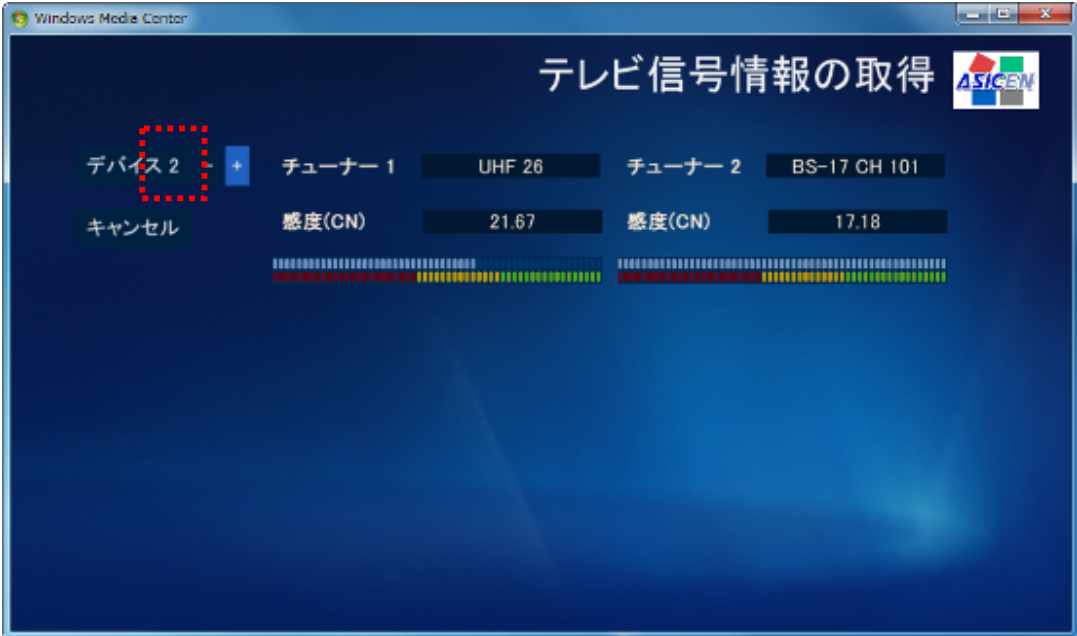 Windows Media Center
テレビ信号情報の取得
ASICEN
デバイス 2 - + チューナー 1 UHF 26 チューナー 2 BS-17 CH 101
キャンセル 感度(CN) 21.67 感度(CN) 17.18